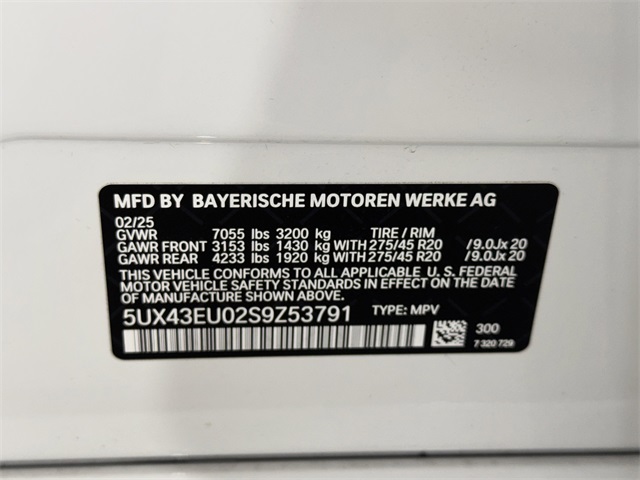 MFD BY BAYERISCHE MOTOREN WERKE AG
02/25
GVWR 7055 lbs 3200 kg TIRE / RIM
GAWR FRONT 3153 lbs 1430 kg WITH 275/45 R20 /9.0Jx20
GAWR REAR 4233 lbs 1920 kg WITH 275/45 R20 /9.0Jx 20
THIS VEHICLE CONFORMS TO ALL APPLICABLE U. S. FEDERAL
MOTOR VEHICLE SAFETY STANDARDS IN EFFECT ON THE DATE
OF MANUFACTURE SHOWN ABOVE.
5UX43EU02S9Z53791 TYPE: MPV
300
7 320 729